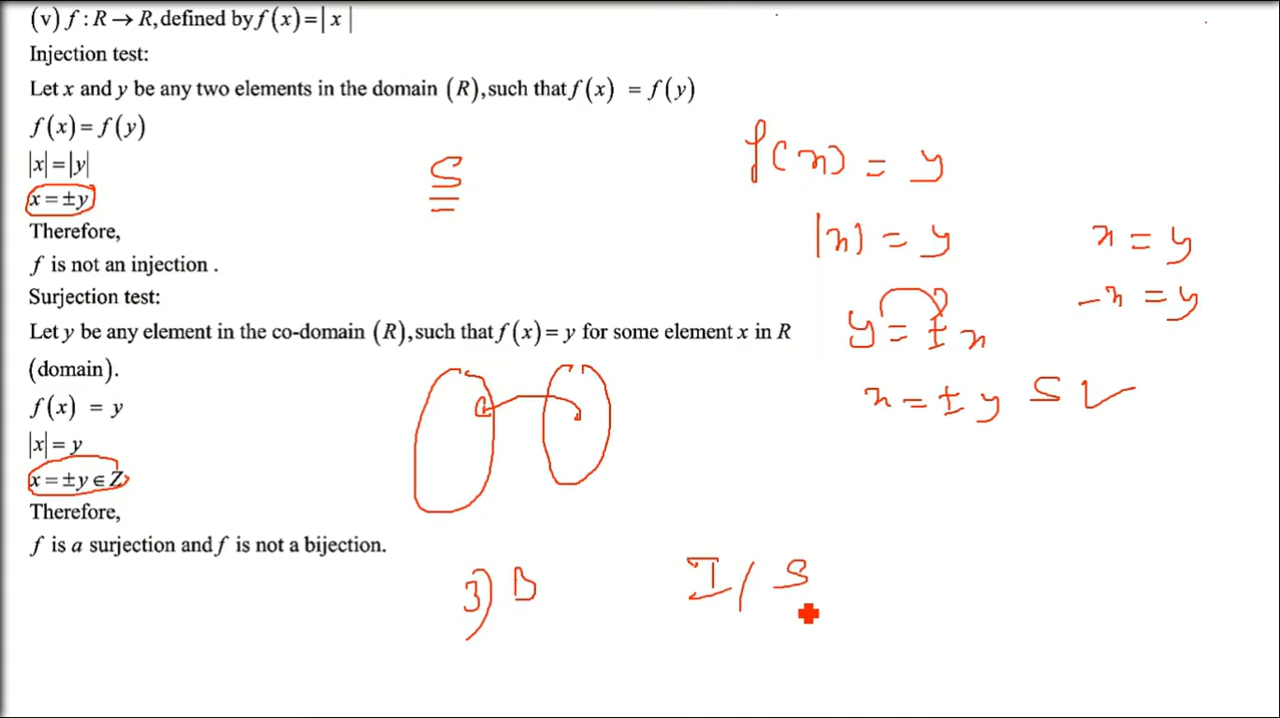 (v) f : R → R, defined by f(x) = | x |
Injection test:
Let x and y be any two elements in the domain (R), such that f(x) = f(y)
f(x) = f(y)
|x| = |y|
x = ±y
Therefore,
f is not an injection .
Surjection test:
Let y be any element in the co-domain (R), such that f(x) = y for some element x in R
(domain).
f(x) = y
|x| = y
x = ±y ∈ Z
Therefore,
f is a surjection and f is not a bijection.
S
f(x) = y
|x| = y
x = y
-x = y
y = ± x
x = ± y S ✓
3) B
I / S